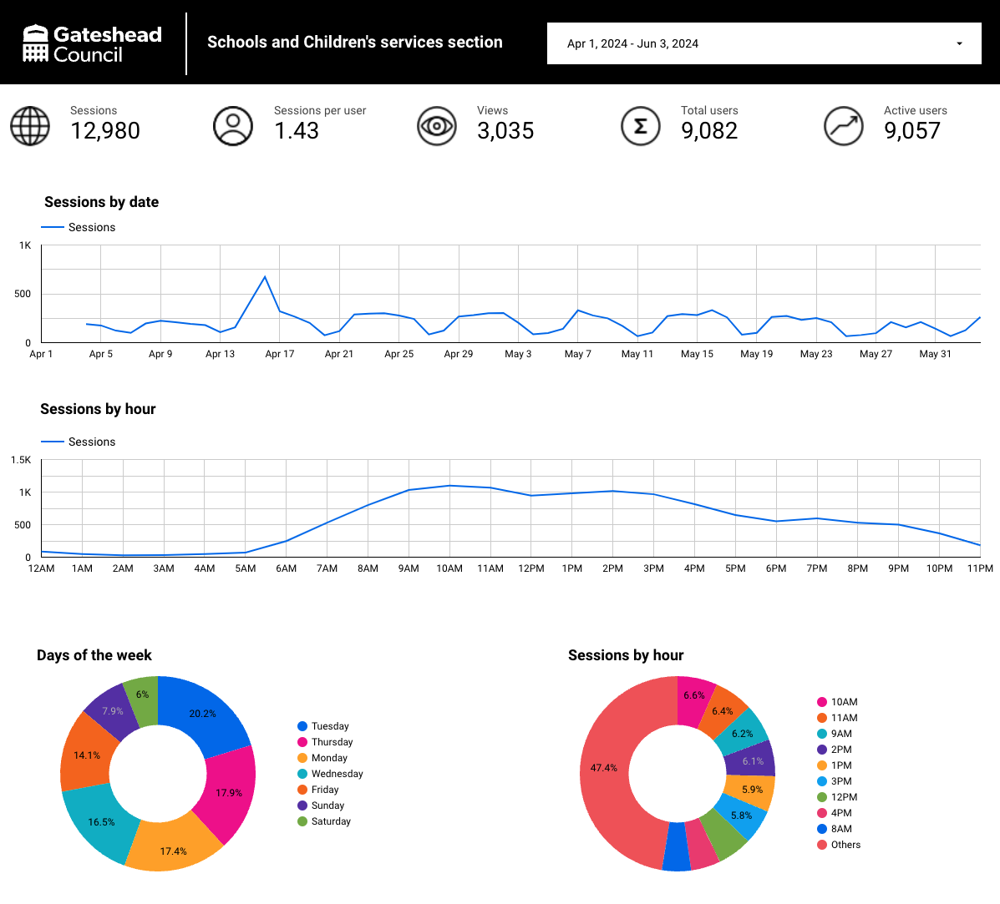 Gateshead
Council
Schools and Children's services section
Apr 1, 2024 - Jun 3, 2024
Sessions
12,980
Sessions per user
1.43
Views
3,035
Total users
9,082
Active users
9,057
Sessions by date
Sessions
1K
500
0
Apr 1 Apr 5 Apr 9 Apr 13 Apr 17 Apr 21 Apr 25 Apr 29 May 3 May 7 May 11 May 15 May 19 May 23 May 27 May 31
Sessions by hour
Sessions
1.5K
1K
500
0
12AM 1AM 2AM 3AM 4AM 5AM 6AM 7AM 8AM 9AM 10AM 11AM 12PM 1PM 2PM 3PM 4PM 5PM 6PM 7PM 8PM 9PM 10PM 11PM
Days of the week
20.2%
17.9%
17.4%
16.5%
14.1%
7.9%
6%
Tuesday
Thursday
Monday
Wednesday
Friday
Sunday
Saturday
Sessions by hour
6.6%
6.4%
6.2%
6.1%
5.9%
5.8%
47.4%
10AM
11AM
9AM
2PM
1PM
3PM
12PM
4PM
8AM
Others